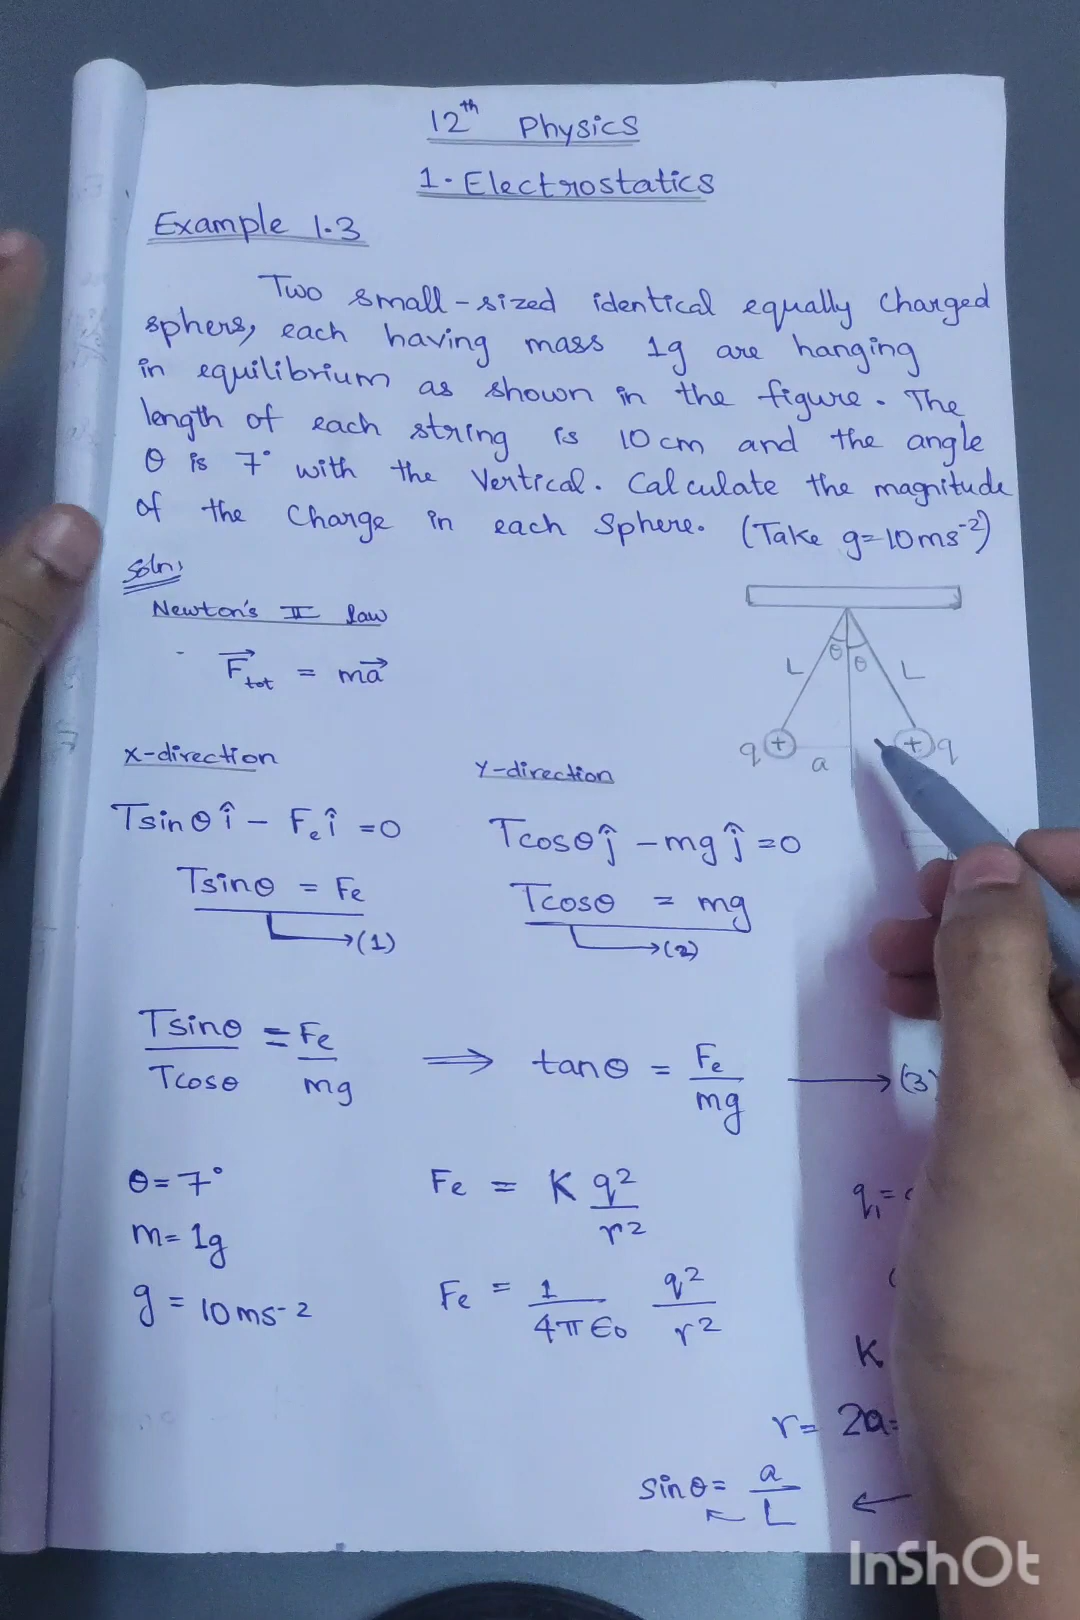 12th Physics
1. Electrostatics
Example 1.3
Two small-sized identical equally charged
sphers, each having mass 1g are hanging
in equilibrium as shown in the figure. The
length of each string is 10cm and the angle
θ is 7° with the Vertical. Calculate the magnitude
of the Charge in each Sphere. (Take g=10ms⁻²)
Soln:
Newton's II law
F⃗tot = ma⃗
θ θ
L L
q + + q
a
X-direction
Y-direction
Tsinθ î - Fe î = 0
Tcosθ ĵ - mg ĵ = 0
Tsinθ = Fe
Tcosθ = mg
→(1)
→(2)
Tsinθ/Tcosθ = Fe/mg ⟹ tanθ = Fe/mg → (3)
θ = 7°
Fe = K q²/r²
q₁=
m = 1g
g = 10ms⁻²
Fe = 1/4πε₀ q²/r²
K
r = 2a=
sinθ = a/L ←
InShOt